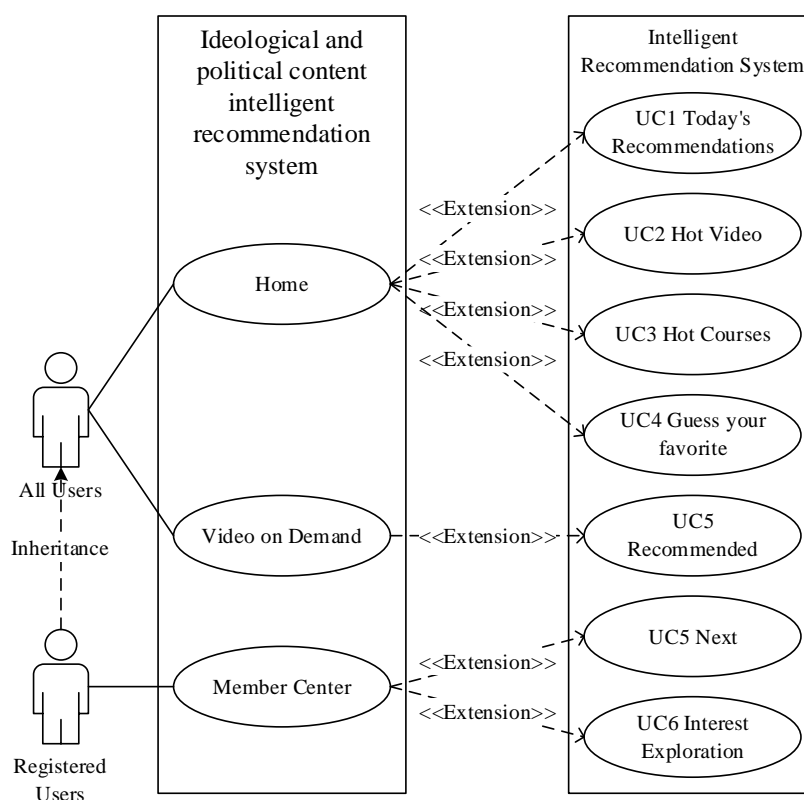 Ideological and
political content
intelligent
recommendation
system
Intelligent
Recommendation System
UC1 Today's
Recommendations
<<Extension>>
UC2 Hot Video
<<Extension>>
Home
<<Extension>>
UC3 Hot Courses
<<Extension>>
UC4 Guess your
favorite
All Users
Video on Demand
<<Extension>>
UC5
Recommended
Inheritance
UC5 Next
<<Extension>>
Member Center
<<Extension>>
UC6 Interest
Exploration
Registered
Users